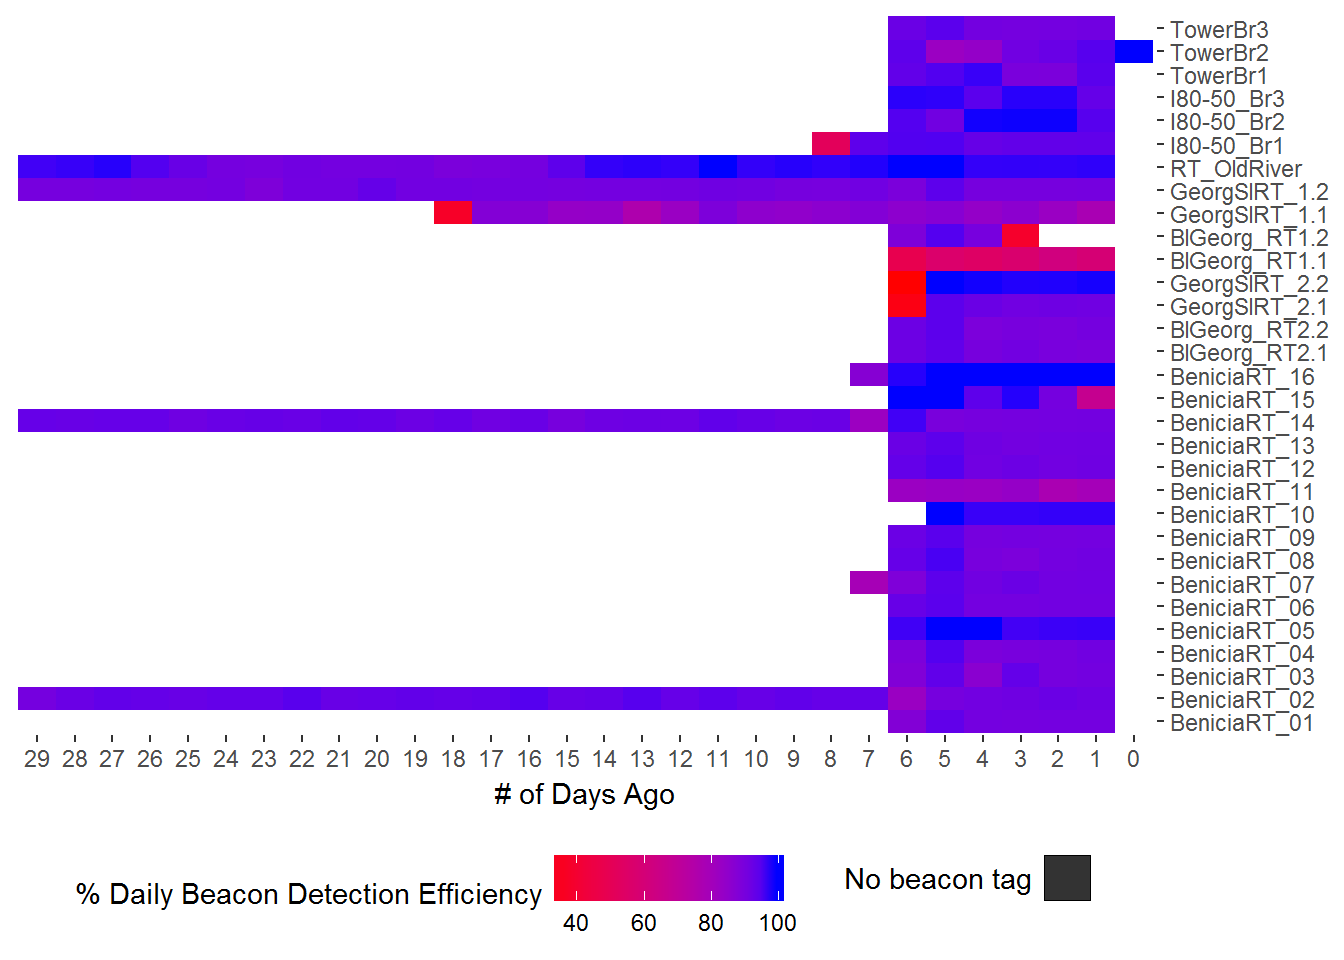 TowerBr3
TowerBr2
TowerBr1
I80-50_Br3
I80-50_Br2
I80-50_Br1
RT_OldRiver
GeorgSlRT_1.2
GeorgSlRT_1.1
BlGeorg_RT1.2
BlGeorg_RT1.1
GeorgSlRT_2.2
GeorgSlRT_2.1
BlGeorg_RT2.2
BlGeorg_RT2.1
BeniciaRT_16
BeniciaRT_15
BeniciaRT_14
BeniciaRT_13
BeniciaRT_12
BeniciaRT_11
BeniciaRT_10
BeniciaRT_09
BeniciaRT_08
BeniciaRT_07
BeniciaRT_06
BeniciaRT_05
BeniciaRT_04
BeniciaRT_03
BeniciaRT_02
BeniciaRT_01
29 28 27 26 25 24 23 22 21 20 19 18 17 16 15 14 13 12 11 10 9 8 7 6 5 4 3 2 1 0
# of Days Ago
% Daily Beacon Detection Efficiency
40 60 80 100
No beacon tag